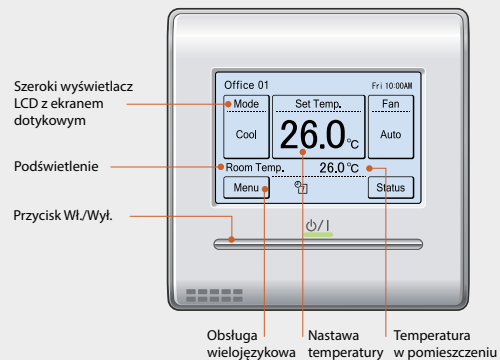 Office 01
Fri 10:00AM
Mode
Set Temp.
Fan
Cool
26.0°C
Auto
Room Temp.
26.0°C
Menu
Status
Szeroki wyświetlacz
LCD z ekranem
dotykowym
Podświetlenie
Przycisk Wł./Wył.
Obsługa
wielojęzykowa
Nastawa
temperatury
Temperatura
w pomieszczeniu